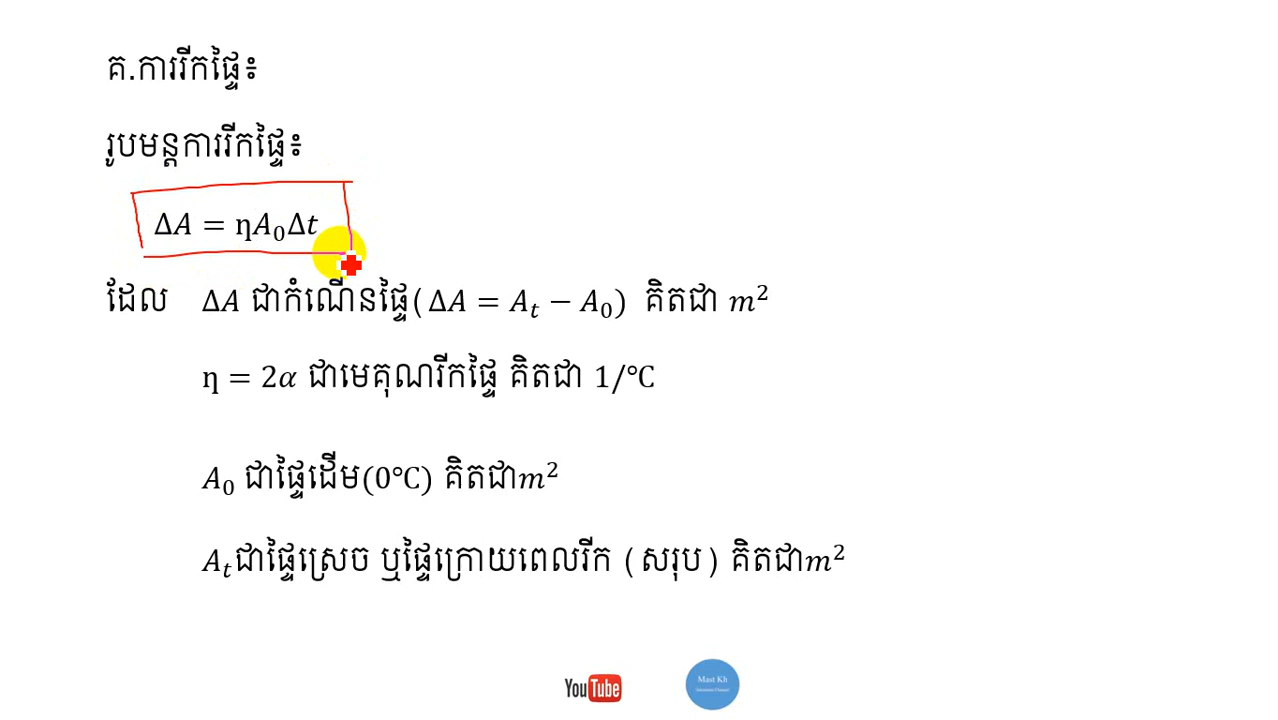 គ.ការរីកផ្ទៃ៖
រូបមន្តការរីកផ្ទៃ៖
ΔA = ηA₀Δt
ដែល ΔA ជាកំណើនផ្ទៃ(ΔA = Aₜ − A₀) គិតជា m²
η = 2α ជាមេគុណរីកផ្ទៃ គិតជា 1/°C
A₀ ជាផ្ទៃដើម(0°C) គិតជាm²
Aₜជាផ្ទៃស្រេច ឬផ្ទៃក្រោយពេលរីក (សរុប) គិតជាm²
YouTube
Mast Kh